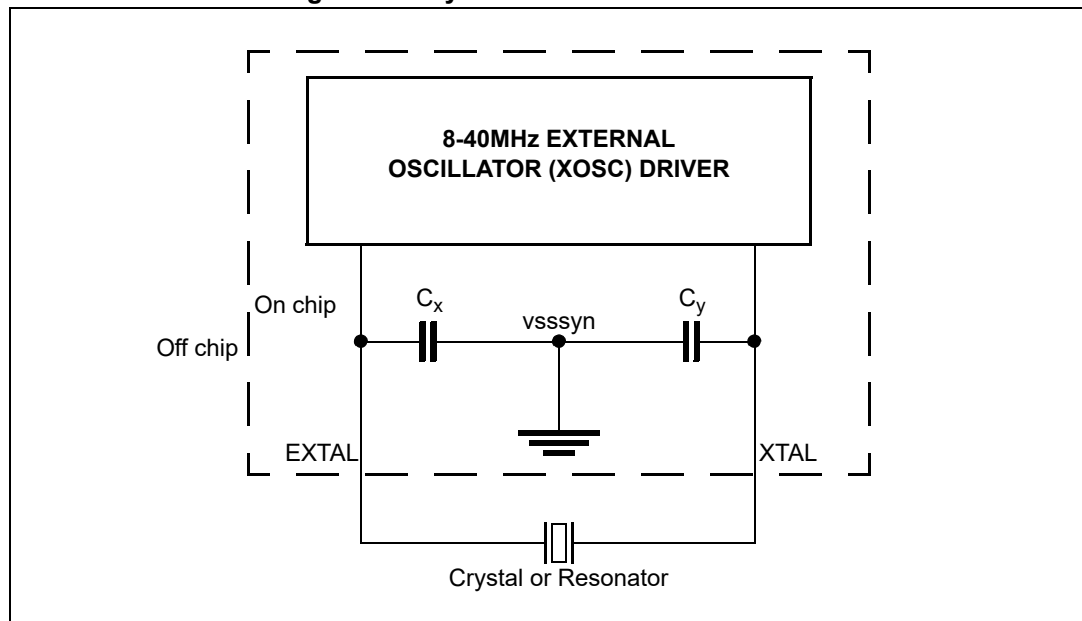 8-40MHz EXTERNAL
OSCILLATOR (XOSC) DRIVER
On chip
Cx
vsssyn
Cy
Off chip
EXTAL
XTAL
Crystal or Resonator